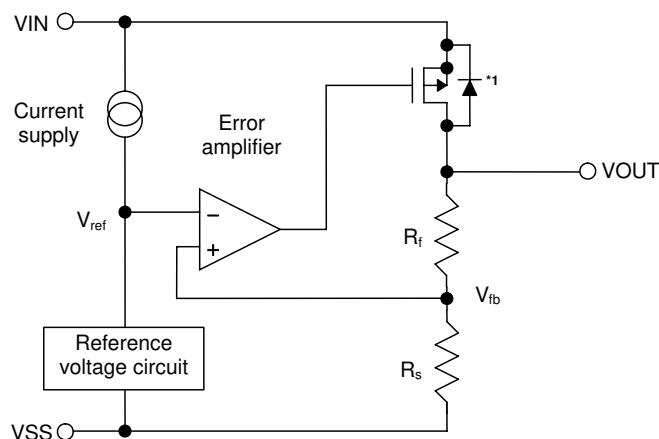 VIN
*1
Current
supply
Error
amplifier
VOUT
Vref
−
+
Rf
Vfb
Reference
voltage circuit
Rs
VSS